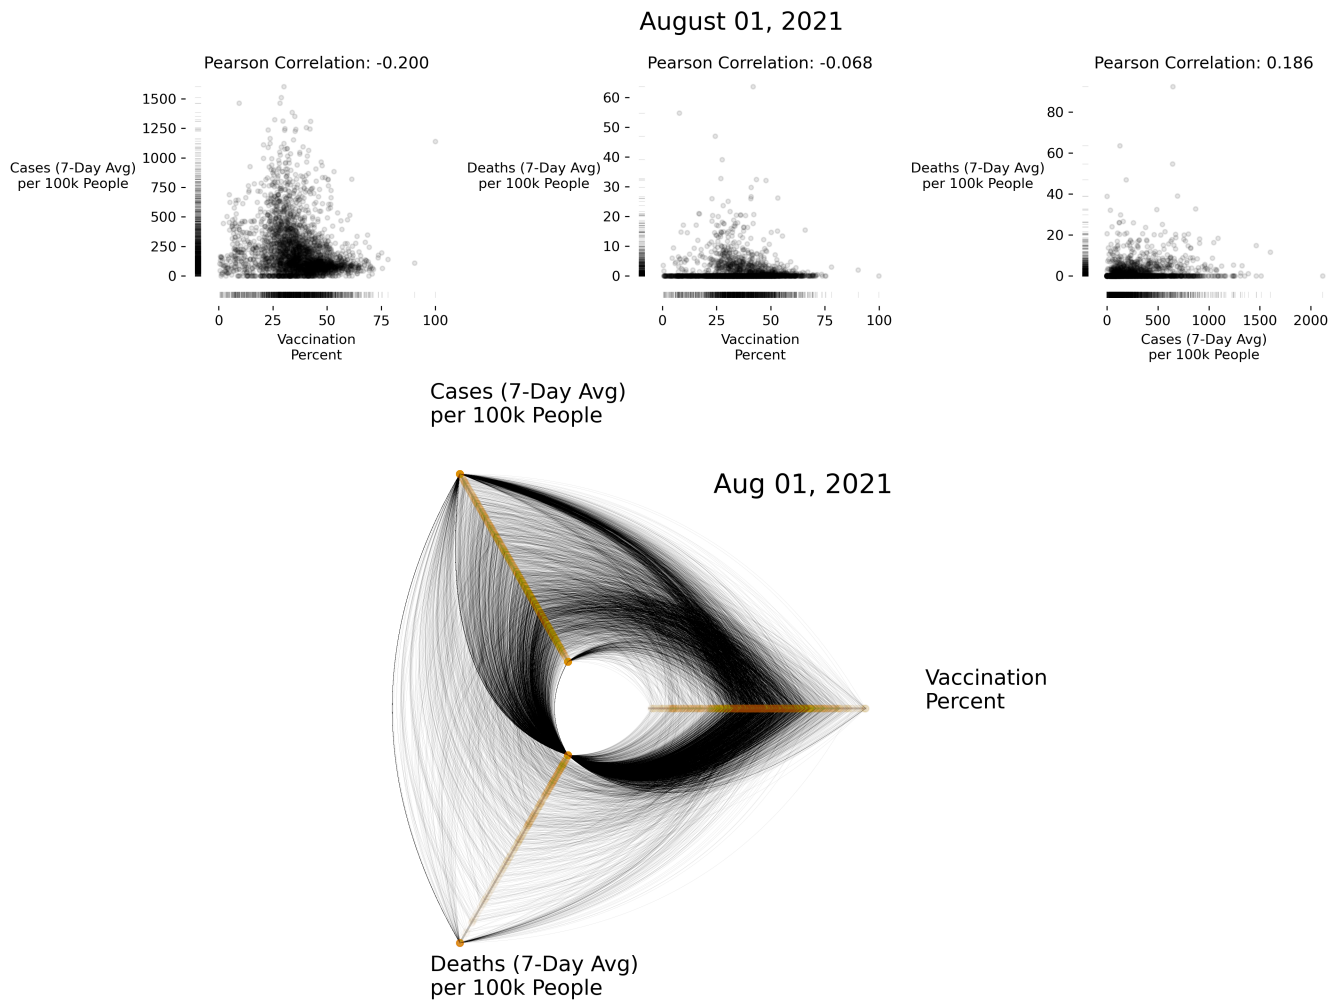 August 01, 2021
Pearson Correlation: -0.200
1500
1250
1000
750
500
250
0
Cases (7-Day Avg)
per 100k People
0 25 50 75 100
Vaccination
Percent
Pearson Correlation: -0.068
60
50
40
30
20
10
0
Deaths (7-Day Avg)
per 100k People
0 25 50 75 100
Vaccination
Percent
Pearson Correlation: 0.186
80
60
40
20
0
Deaths (7-Day Avg)
per 100k People
0 500 1000 1500 2000
Cases (7-Day Avg)
per 100k People
Cases (7-Day Avg)
per 100k People
Aug 01, 2021
Vaccination
Percent
Deaths (7-Day Avg)
per 100k People